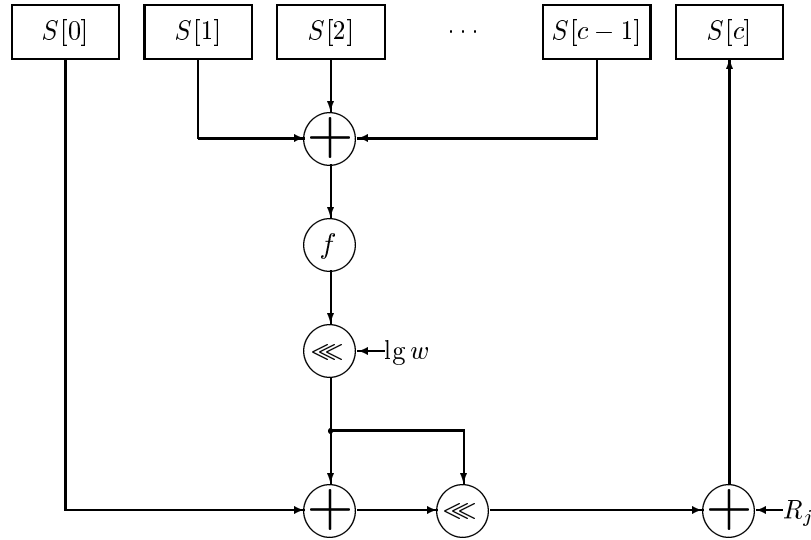 S[0] S[1] S[2] ··· S[c − 1] S[c]
f
⋘ lg w
⋘ R_j